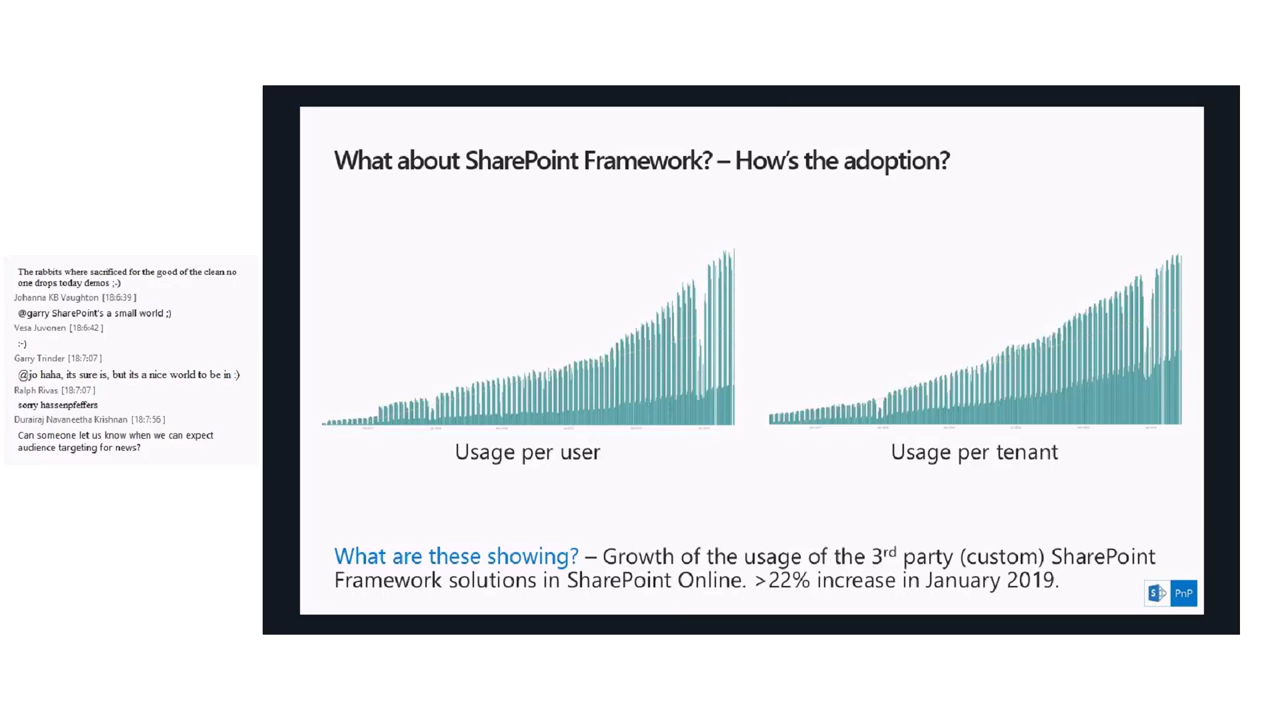 The rabbits where sacrificed for the good of the clean no
one drops today demos ;-)
Johanna KB Vaughton [18:6:39 ]
@garry SharePoint's a small world ;)
Vesa Juvonen [18:6:42 ]
:-)
Garry Trinder [18:7:07 ]
@jo haha, its sure is, but its a nice world to be in :)
Ralph Rivas [18:7:07 ]
sorry hassenpfeffers
Durairaj Navaneetha Krishnan [18:7:56 ]
Can someone let us know when we can expect
audience targeting for news?
What about SharePoint Framework? – How's the adoption?
Usage per user
Usage per tenant
What are these showing? – Growth of the usage of the 3rd party (custom) SharePoint
Framework solutions in SharePoint Online. >22% increase in January 2019.
S
PnP